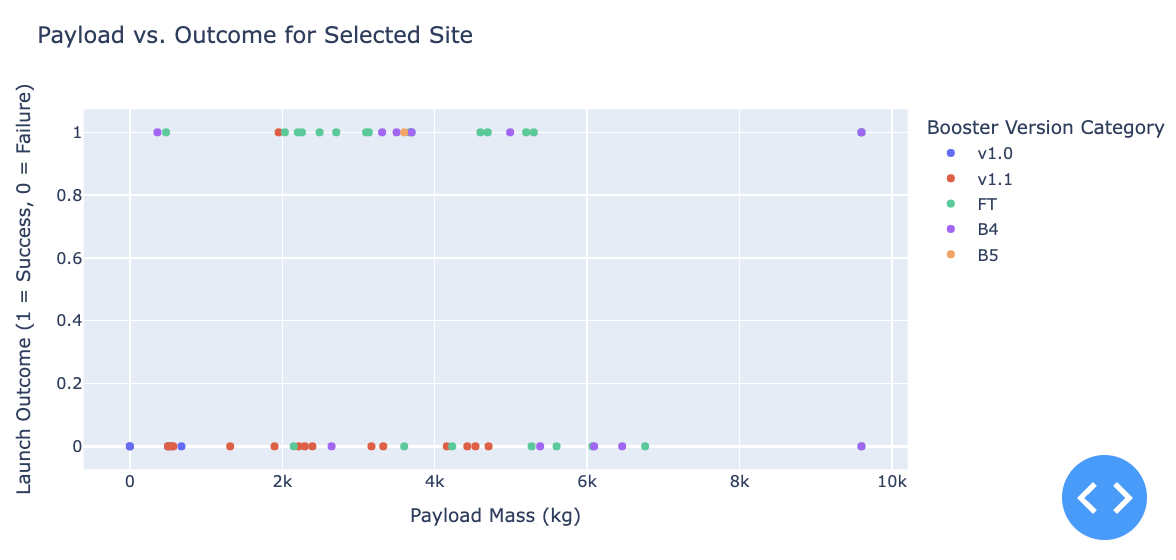 Payload vs. Outcome for Selected Site
Launch Outcome (1 = Success, 0 = Failure)
1
0.8
0.6
0.4
0.2
0
0 2k 4k 6k 8k 10k
Payload Mass (kg)
Booster Version Category
v1.0
v1.1
FT
B4
B5